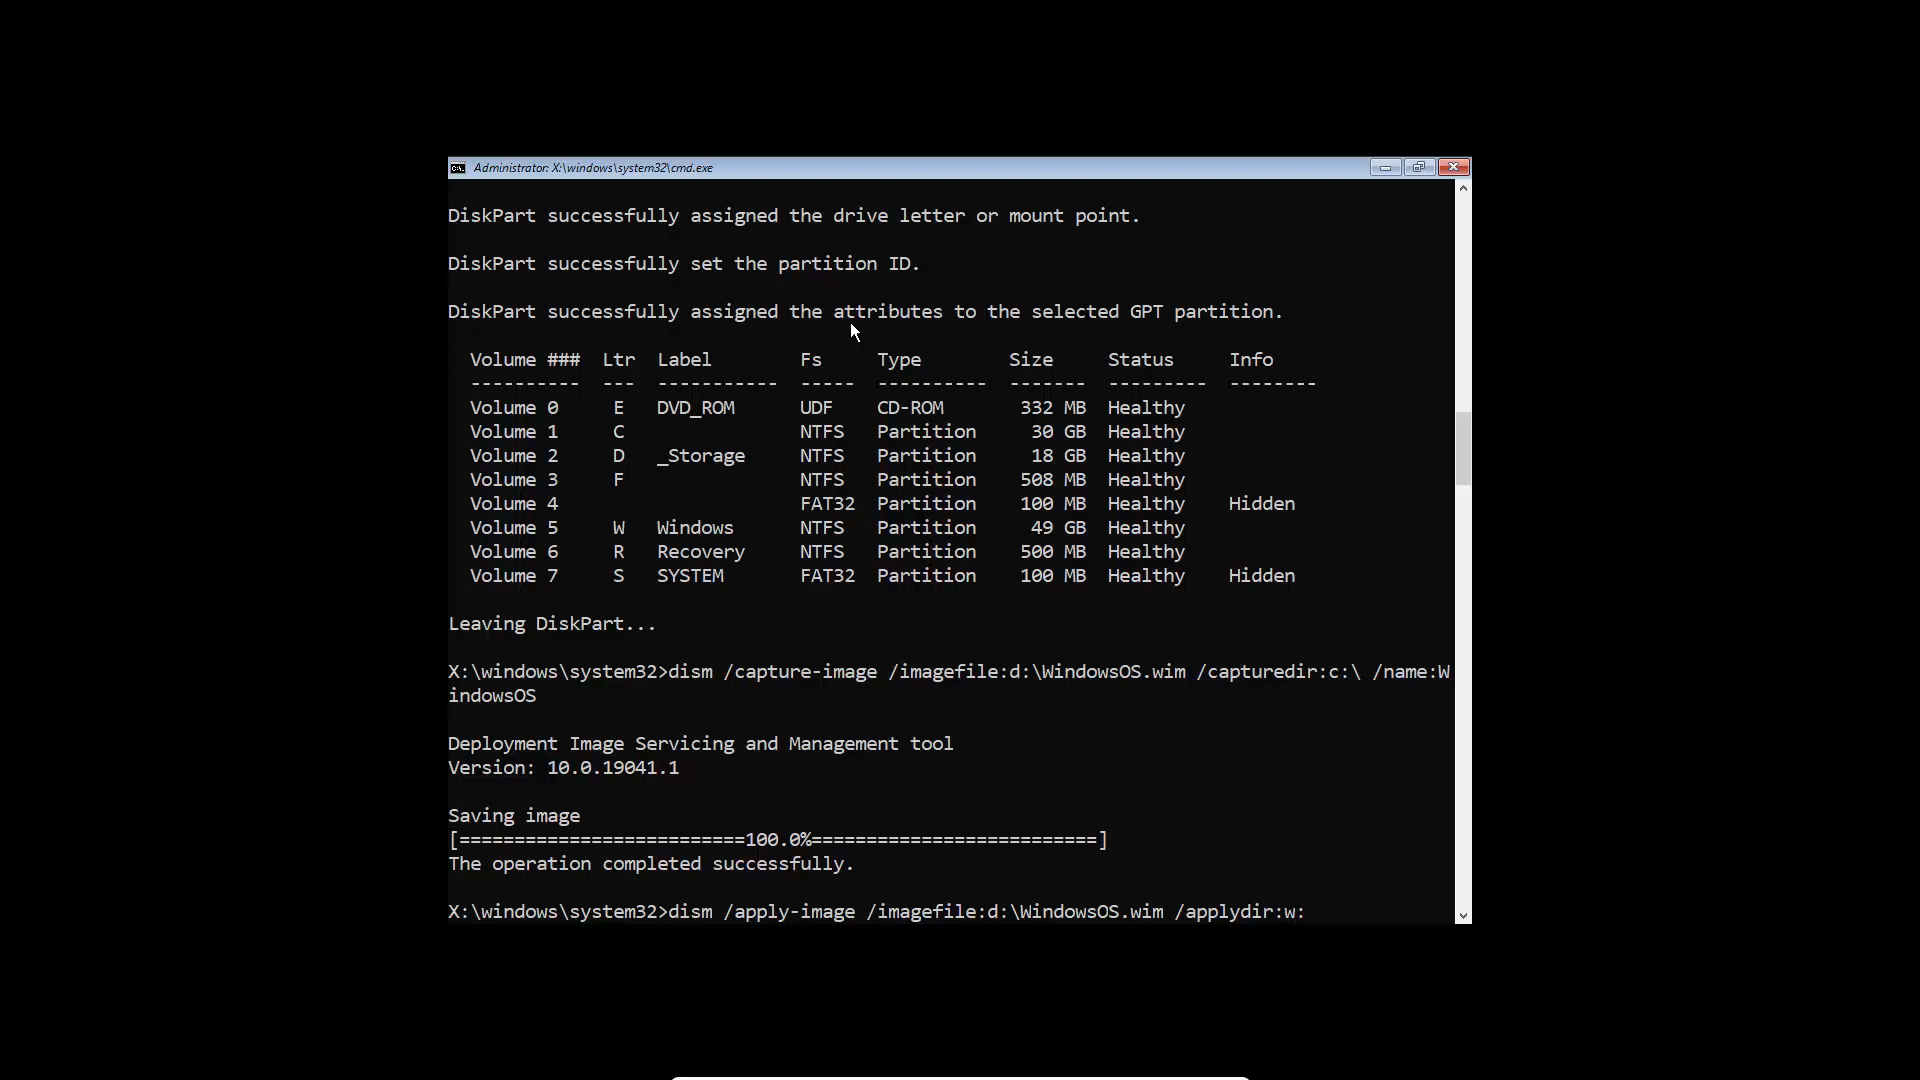 Administrator: X:\windows\system32\cmd.exe
DiskPart successfully assigned the drive letter or mount point.
DiskPart successfully set the partition ID.
DiskPart successfully assigned the attributes to the selected GPT partition.
Volume ###  Ltr  Label        Fs     Type        Size     Status     Info
----------  ---  -----------  -----  ----------  -------  ---------  --------
Volume 0     E   DVD_ROM      UDF    CD-ROM       332 MB  Healthy
Volume 1     C                NTFS   Partition     30 GB  Healthy
Volume 2     D   _Storage     NTFS   Partition     18 GB  Healthy
Volume 3     F                NTFS   Partition    508 MB  Healthy
Volume 4                      FAT32  Partition    100 MB  Healthy    Hidden
Volume 5     W   Windows      NTFS   Partition     49 GB  Healthy
Volume 6     R   Recovery     NTFS   Partition    500 MB  Healthy
Volume 7     S   SYSTEM       FAT32  Partition    100 MB  Healthy    Hidden
Leaving DiskPart...
X:\windows\system32>dism /capture-image /imagefile:d:\WindowsOS.wim /capturedir:c:\ /name:W
indowsOS
Deployment Image Servicing and Management tool
Version: 10.0.19041.1
Saving image
[==========================100.0%==========================]
The operation completed successfully.
X:\windows\system32>dism /apply-image /imagefile:d:\WindowsOS.wim /applydir:w: